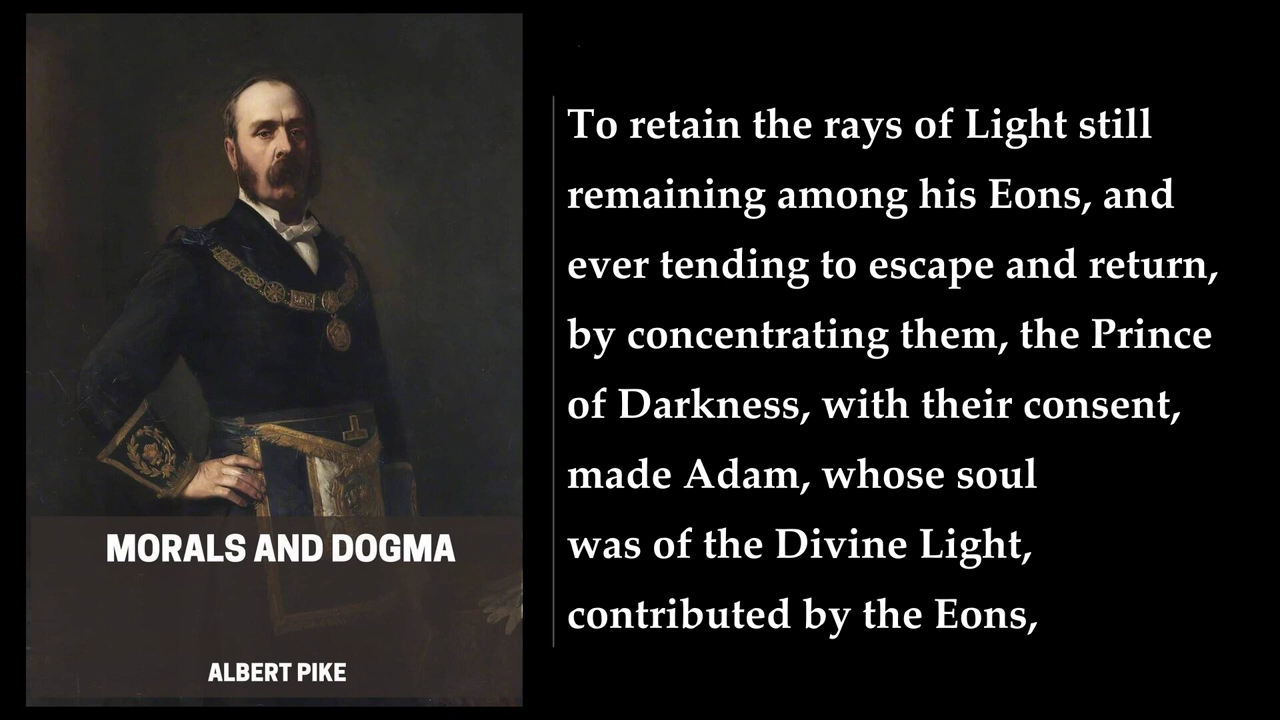 MORALS AND DOGMA
ALBERT PIKE
To retain the rays of Light still
remaining among his Eons, and
ever tending to escape and return,
by concentrating them, the Prince
of Darkness, with their consent,
made Adam, whose soul
was of the Divine Light,
contributed by the Eons,